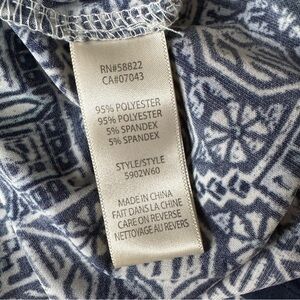 RN#58822
CA#07043
95% POLYESTER
95% POLYESTER
5% SPANDEX
5% SPANDEX
STYLE/STYLE
5902W60
MADE IN CHINA
FAIT DANS LA CHINE
CARE ON REVERSE
NETTOYAGE AU REVERS